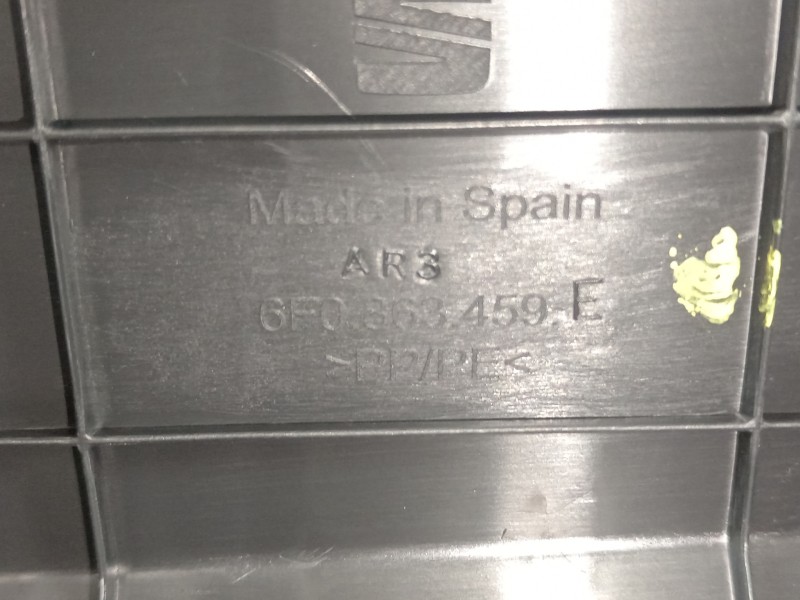 Made in Spain
AR3
6F0.863.459.E
>PP/PE<